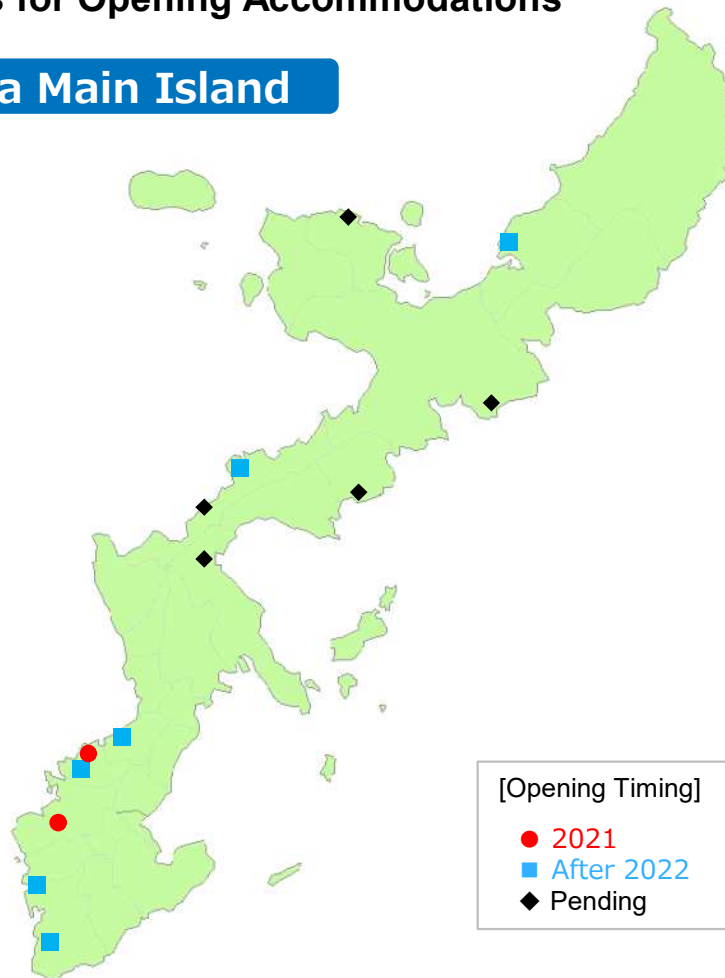 for Opening Accommodations
a Main Island
[Opening Timing]
2021
After 2022
Pending